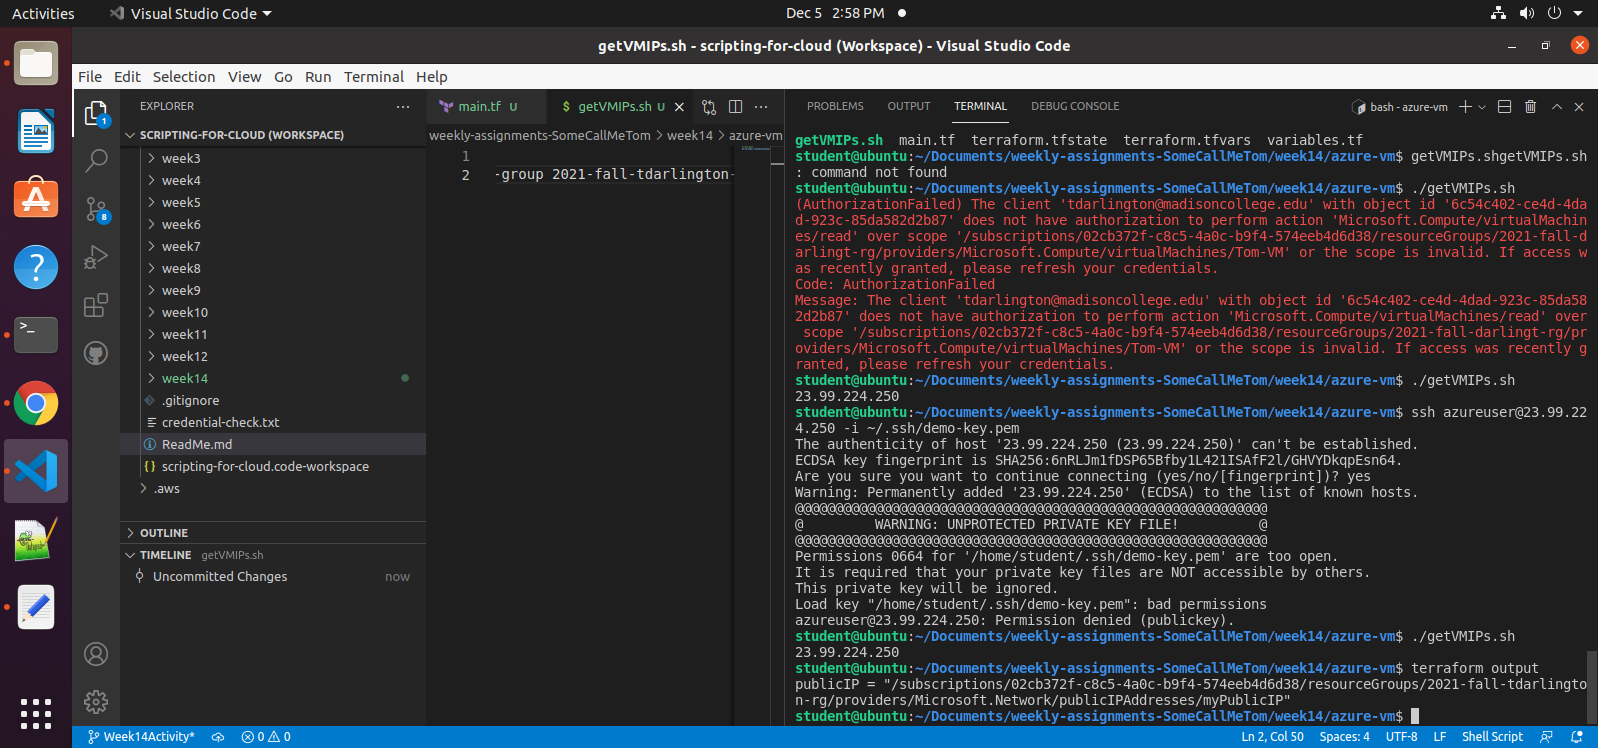 Activities
Visual Studio Code
Dec 5 2:58 PM
getVMIPs.sh - scripting-for-cloud (Workspace) - Visual Studio Code
File Edit Selection View Go Run Terminal Help
EXPLORER
SCRIPTING-FOR-CLOUD (WORKSPACE)
week3
week4
week5
week6
week7
week8
week9
week10
week11
week12
week14
.gitignore
credential-check.txt
ReadMe.md
scripting-for-cloud.code-workspace
.aws
OUTLINE
TIMELINE getVMIPs.sh
Uncommitted Changes now
1
8
main.tf U
$ getVMIPs.sh U
weekly-assignments-SomeCallMeTom > week14 > azure-vm
1
2 -group 2021-fall-tdarlington-
PROBLEMS OUTPUT TERMINAL DEBUG CONSOLE
bash - azure-vm
getVMIPs.sh main.tf terraform.tfstate terraform.tfvars variables.tf
student@ubuntu:~/Documents/weekly-assignments-SomeCallMeTom/week14/azure-vm$ getVMIPs.shgetVMIPs.sh
: command not found
student@ubuntu:~/Documents/weekly-assignments-SomeCallMeTom/week14/azure-vm$ ./getVMIPs.sh
(AuthorizationFailed) The client 'tdarlington@madisoncollege.edu' with object id '6c54c402-ce4d-4da
d-923c-85da582d2b87' does not have authorization to perform action 'Microsoft.Compute/virtualMachin
es/read' over scope '/subscriptions/02cb372f-c8c5-4a0c-b9f4-574eeb4d6d38/resourceGroups/2021-fall-d
arlingt-rg/providers/Microsoft.Compute/virtualMachines/Tom-VM' or the scope is invalid. If access w
as recently granted, please refresh your credentials.
Code: AuthorizationFailed
Message: The client 'tdarlington@madisoncollege.edu' with object id '6c54c402-ce4d-4dad-923c-85da58
2d2b87' does not have authorization to perform action 'Microsoft.Compute/virtualMachines/read' over
scope '/subscriptions/02cb372f-c8c5-4a0c-b9f4-574eeb4d6d38/resourceGroups/2021-fall-darlingt-rg/pr
oviders/Microsoft.Compute/virtualMachines/Tom-VM' or the scope is invalid. If access was recently g
ranted, please refresh your credentials.
student@ubuntu:~/Documents/weekly-assignments-SomeCallMeTom/week14/azure-vm$ ./getVMIPs.sh
23.99.224.250
student@ubuntu:~/Documents/weekly-assignments-SomeCallMeTom/week14/azure-vm$ ssh azureuser@23.99.22
4.250 -i ~/.ssh/demo-key.pem
The authenticity of host '23.99.224.250 (23.99.224.250)' can't be established.
ECDSA key fingerprint is SHA256:6nRLJm1fDSP65Bfby1L421ISAfF2l/GHVYDkqpEsn64.
Are you sure you want to continue connecting (yes/no/[fingerprint])? yes
Warning: Permanently added '23.99.224.250' (ECDSA) to the list of known hosts.
@@@@@@@@@@@@@@@@@@@@@@@@@@@@@@@@@@@@@@@@@@@@@@@@@@@@@@@@@@@
@         WARNING: UNPROTECTED PRIVATE KEY FILE!          @
@@@@@@@@@@@@@@@@@@@@@@@@@@@@@@@@@@@@@@@@@@@@@@@@@@@@@@@@@@@
Permissions 0664 for '/home/student/.ssh/demo-key.pem' are too open.
It is required that your private key files are NOT accessible by others.
This private key will be ignored.
Load key "/home/student/.ssh/demo-key.pem": bad permissions
azureuser@23.99.224.250: Permission denied (publickey).
student@ubuntu:~/Documents/weekly-assignments-SomeCallMeTom/week14/azure-vm$ ./getVMIPs.sh
23.99.224.250
student@ubuntu:~/Documents/weekly-assignments-SomeCallMeTom/week14/azure-vm$ terraform output
publicIP = "/subscriptions/02cb372f-c8c5-4a0c-b9f4-574eeb4d6d38/resourceGroups/2021-fall-tdarlingto
n-rg/providers/Microsoft.Network/publicIPAddresses/myPublicIP"
student@ubuntu:~/Documents/weekly-assignments-SomeCallMeTom/week14/azure-vm$
Week14Activity* 0 0 Ln 2, Col 50 Spaces: 4 UTF-8 LF Shell Script